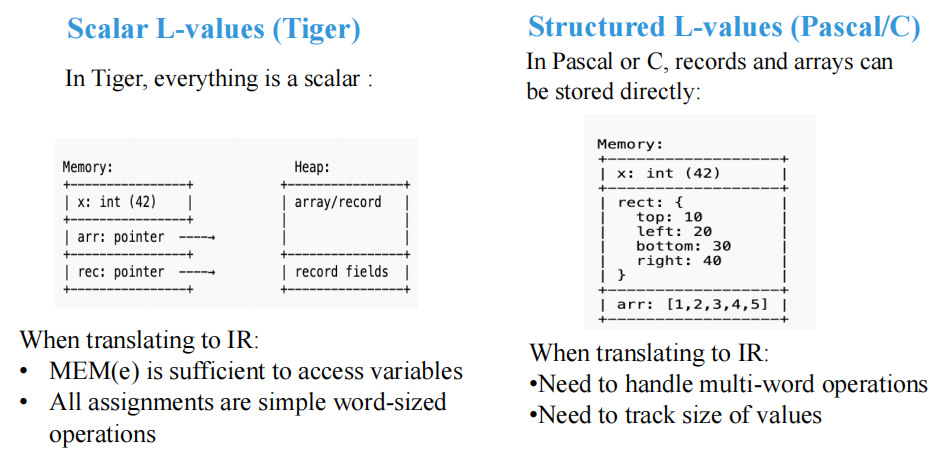 Scalar L-values (Tiger)
In Tiger, everything is a scalar :
Memory: Heap:
+-----------------+ +-----------------+
| x: int (42) | | array/record |
+-----------------+ | |
| arr: pointer ----→ | |
+-----------------+ +-----------------+
| rec: pointer ----→ | record fields |
+-----------------+ +-----------------+
When translating to IR:
• MEM(e) is sufficient to access variables
• All assignments are simple word-sized
operations
Structured L-values (Pascal/C)
In Pascal or C, records and arrays can
be stored directly:
Memory:
+--------------------+
| x: int (42) |
+--------------------+
| rect: { |
| top: 10 |
| left: 20 |
| bottom: 30 |
| right: 40 |
| } |
+--------------------+
| arr: [1,2,3,4,5] |
+--------------------+
When translating to IR:
•Need to handle multi-word operations
•Need to track size of values